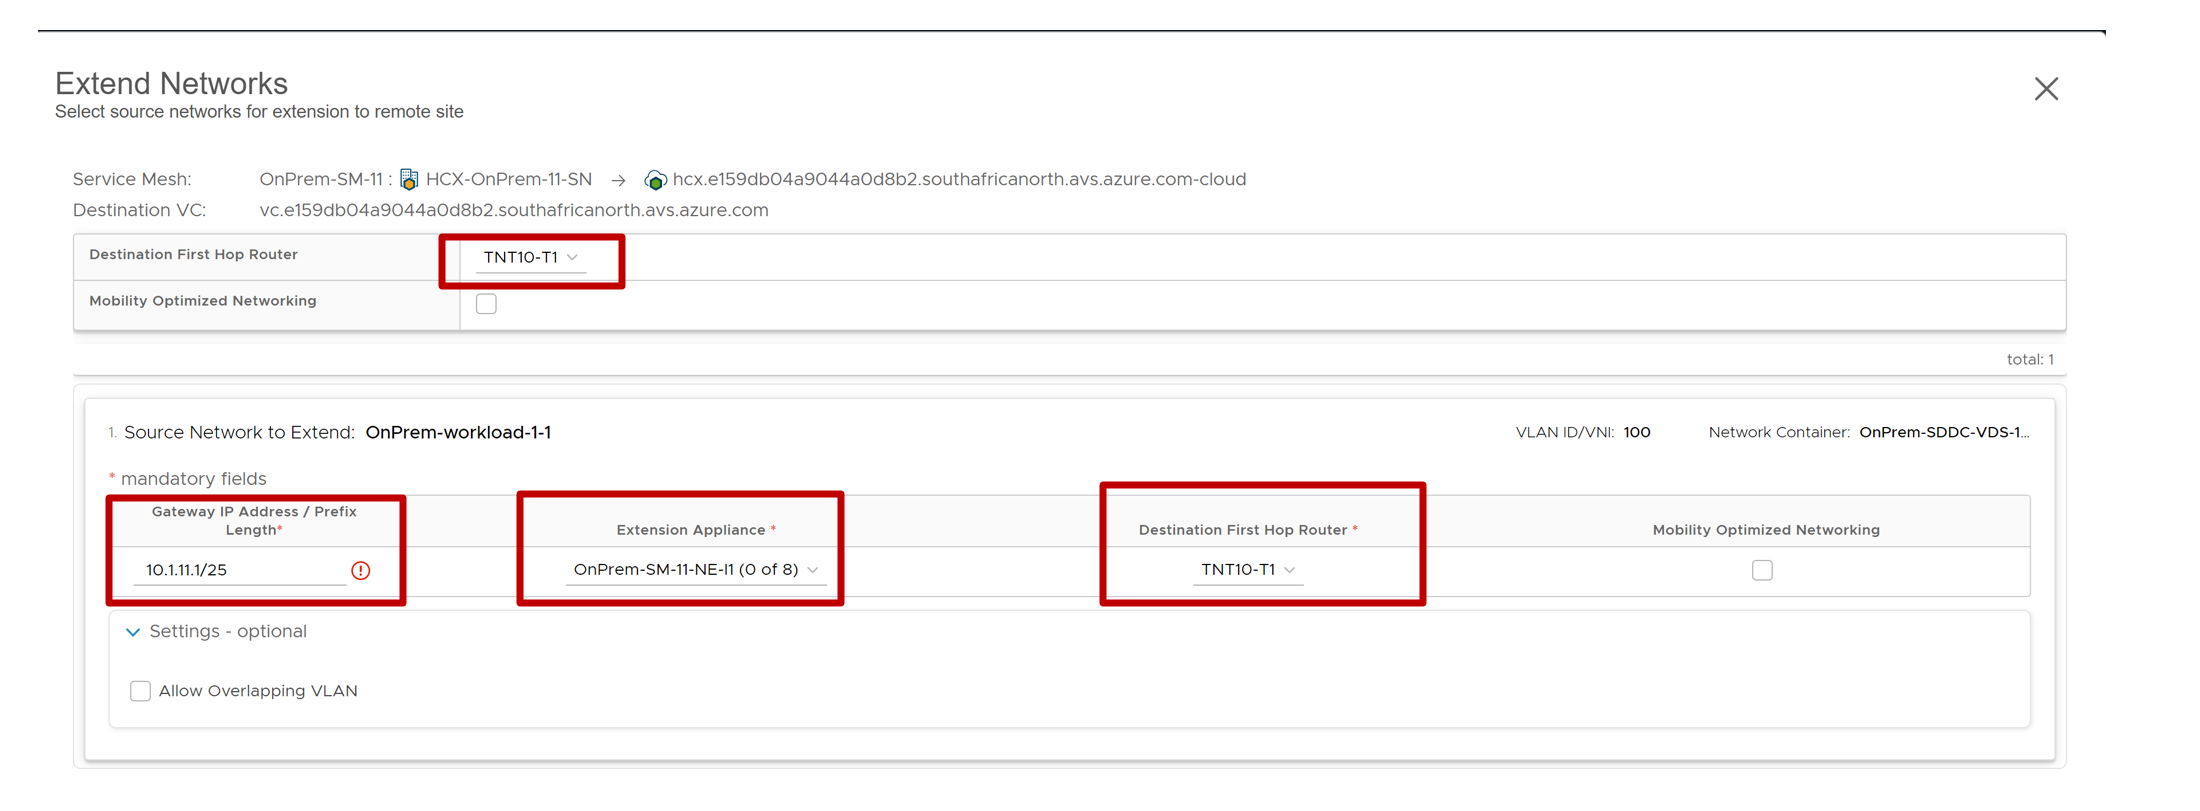 Extend Networks
Select source networks for extension to remote site
Service Mesh: OnPrem-SM-11 : HCX-OnPrem-11-SN → hcx.e159db04a9044a0d8b2.southafricanorth.avs.azure.com-cloud
Destination VC: vc.e159db04a9044a0d8b2.southafricanorth.avs.azure.com
Destination First Hop Router TNT10-T1
Mobility Optimized Networking
total: 1
1. Source Network to Extend: OnPrem-workload-1-1 VLAN ID/VNI: 100 Network Container: OnPrem-SDDC-VDS-1...
* mandatory fields
Gateway IP Address / Prefix
Length* Extension Appliance * Destination First Hop Router * Mobility Optimized Networking
10.1.11.1/25 OnPrem-SM-11-NE-I1 (0 of 8) TNT10-T1
Settings - optional
Allow Overlapping VLAN